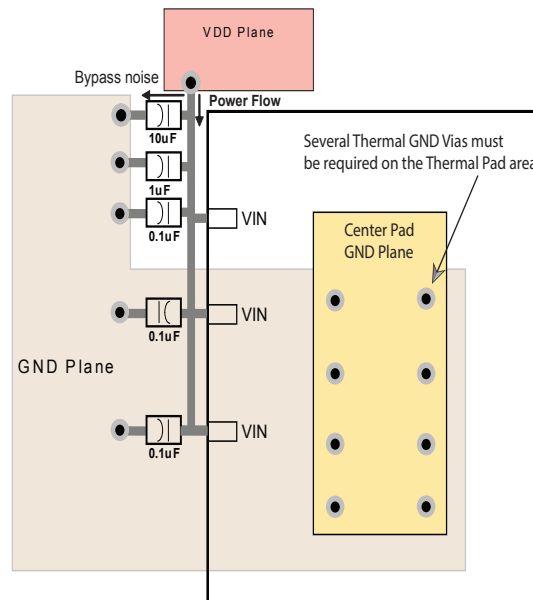 VDD Plane
Bypass noise
Power Flow
10uF
Several Thermal GND Vias must
be required on the Thermal Pad area
1uF
0.1uF
VIN
Center Pad
GND Plane
VIN
0.1uF
GND Plane
VIN
0.1uF